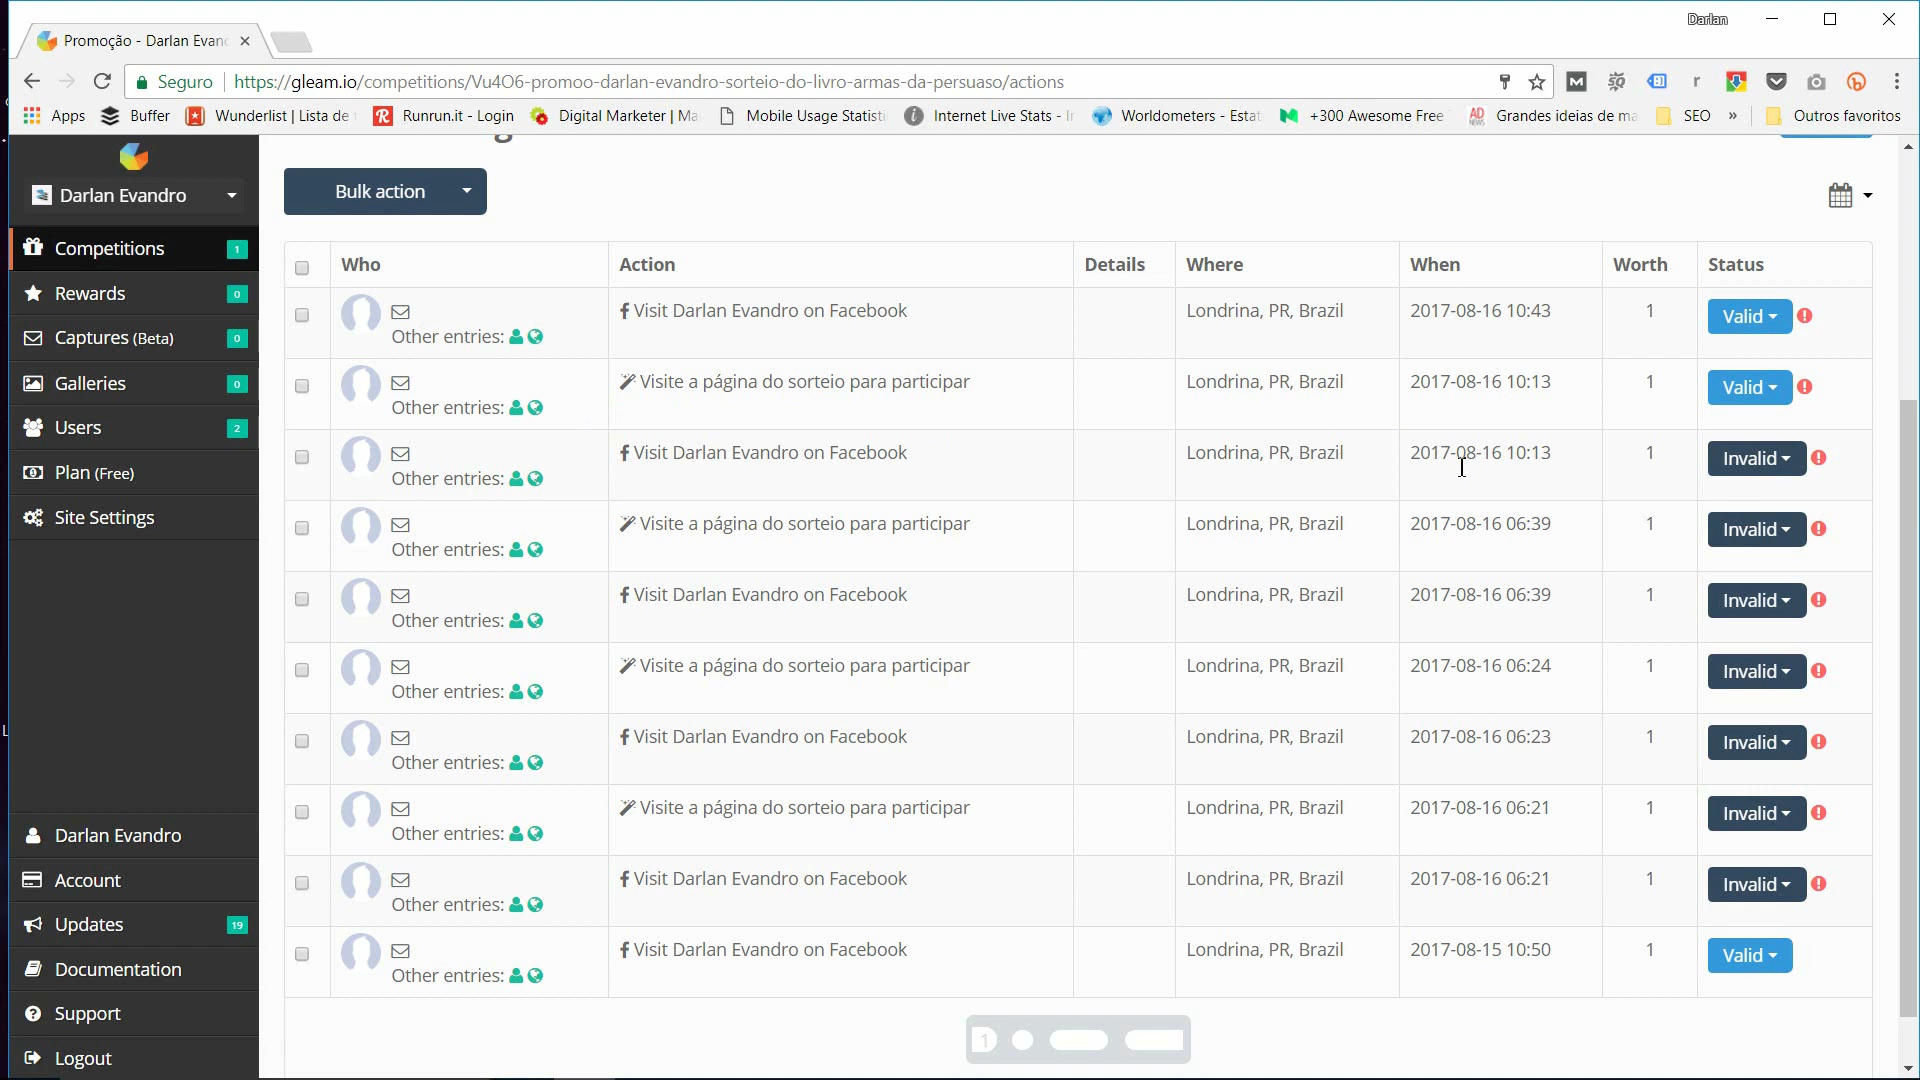 Darlan
Promoção - Darlan Evan
Seguro https://gleam.io/competitions/Vu4O6-promoo-darlan-evandro-sorteio-do-livro-armas-da-persuaso/actions
Apps Buffer Wunderlist | Lista de Runrun.it - Login Digital Marketer | Ma Mobile Usage Statisti Internet Live Stats - Ir Worldometers - Estat +300 Awesome Free Grandes ideias de ma SEO » Outros favoritos
Darlan Evandro
Competitions 1
Rewards 0
Captures (Beta) 0
Galleries 0
Users 2
Plan (Free)
Site Settings
Darlan Evandro
Account
Updates 19
Documentation
Support
Logout
Bulk action
Who Action Details Where When Worth Status
Visit Darlan Evandro on Facebook Londrina, PR, Brazil 2017-08-16 10:43 1 Valid
Other entries:
Visite a página do sorteio para participar Londrina, PR, Brazil 2017-08-16 10:13 1 Valid
Other entries:
Visit Darlan Evandro on Facebook Londrina, PR, Brazil 2017-08-16 10:13 1 Invalid
Other entries:
Visite a página do sorteio para participar Londrina, PR, Brazil 2017-08-16 06:39 1 Invalid
Other entries:
Visit Darlan Evandro on Facebook Londrina, PR, Brazil 2017-08-16 06:39 1 Invalid
Other entries:
Visite a página do sorteio para participar Londrina, PR, Brazil 2017-08-16 06:24 1 Invalid
Other entries:
Visit Darlan Evandro on Facebook Londrina, PR, Brazil 2017-08-16 06:23 1 Invalid
Other entries:
Visite a página do sorteio para participar Londrina, PR, Brazil 2017-08-16 06:21 1 Invalid
Other entries:
Visit Darlan Evandro on Facebook Londrina, PR, Brazil 2017-08-16 06:21 1 Invalid
Other entries:
Visit Darlan Evandro on Facebook Londrina, PR, Brazil 2017-08-15 10:50 1 Valid
Other entries:
1